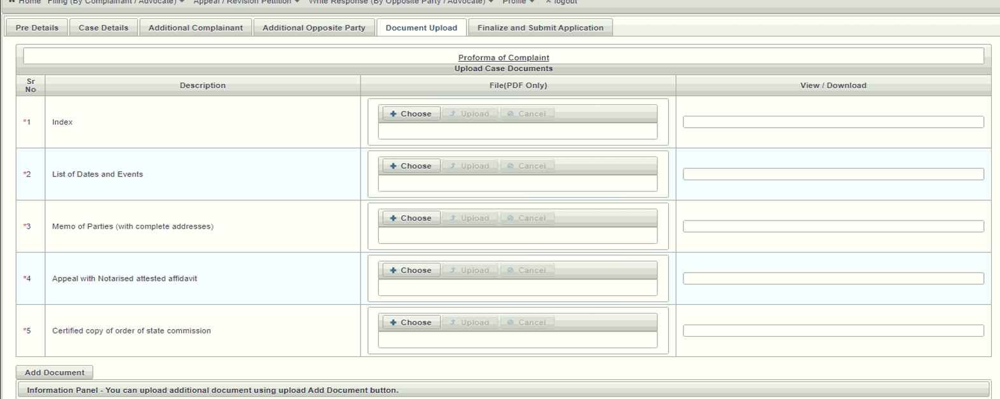 Home Filing (By Complainant / Advocate) Appeal / Revision Petition Write Response (By Opposite Party / Advocate) Profile logout
Pre Details Case Details Additional Complainant Additional Opposite Party Document Upload Finalize and Submit Application
Proforma of Complaint
Upload Case Documents
Sr No Description File(PDF Only) View / Download
*1 Index Choose Upload Cancel
*2 List of Dates and Events Choose Upload Cancel
*3 Memo of Parties (with complete addresses) Choose Upload Cancel
*4 Appeal with Notarised attested affidavit Choose Upload Cancel
*5 Certified copy of order of state commission Choose Upload Cancel
Add Document
Information Panel - You can upload additional document using upload Add Document button.